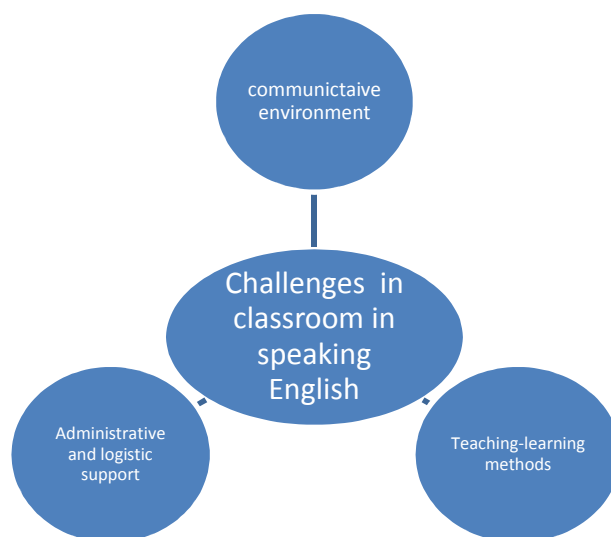 communictaive
environment
Challenges in
classroom in
speaking
English
Administrative
and logistic
support
Teaching-learning
methods